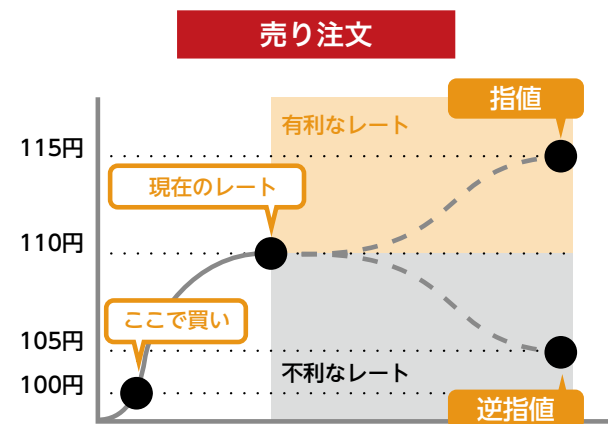 売り注文
指値
有利なレート
115円
現在のレート
110円
ここで買い
105円
不利なレート
100円
逆指値